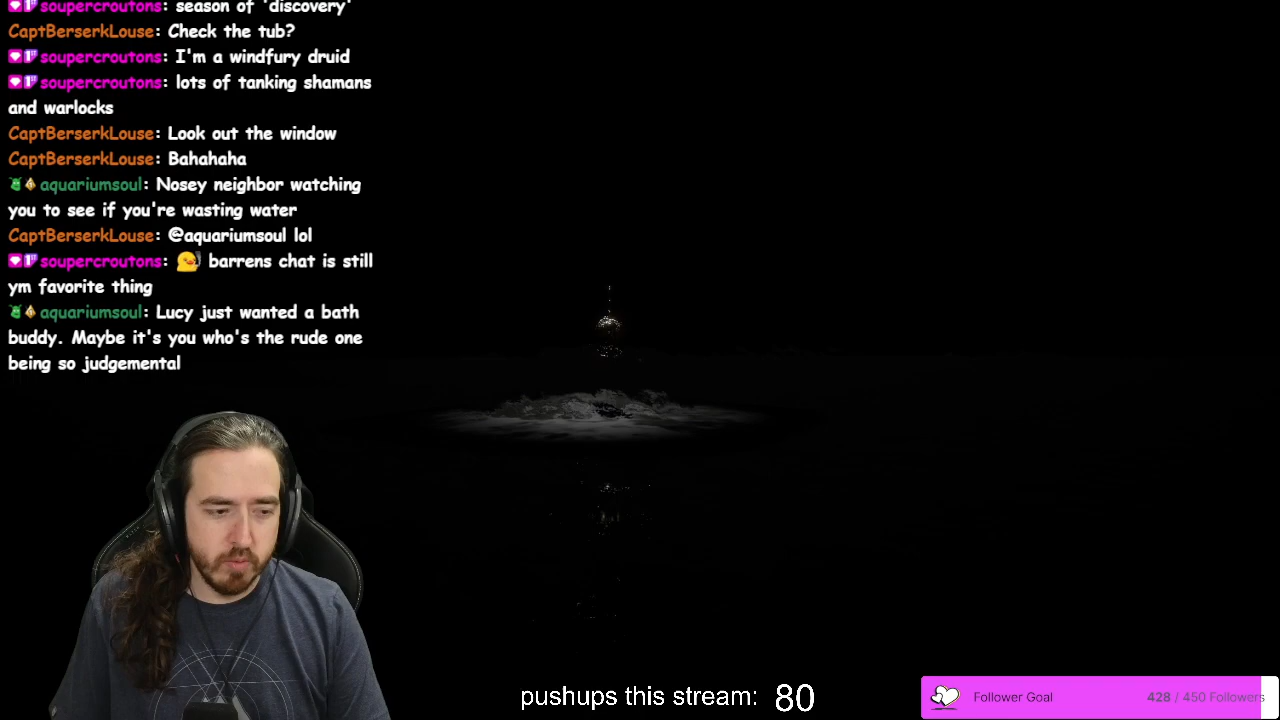 soupercroutons: season of 'discovery'
CaptBerserkLouse: Check the tub?
soupercroutons: I'm a windfury druid
soupercroutons: lots of tanking shamans
and warlocks
CaptBerserkLouse: Look out the window
CaptBerserkLouse: Bahahaha
aquariumsoul: Nosey neighbor watching
you to see if you're wasting water
CaptBerserkLouse: @aquariumsoul lol
soupercroutons: barrens chat is still
ym favorite thing
aquariumsoul: Lucy just wanted a bath
buddy. Maybe it's you who's the rude one
being so judgemental
pushups this stream: 80
Follower Goal 428 / 450 Followers